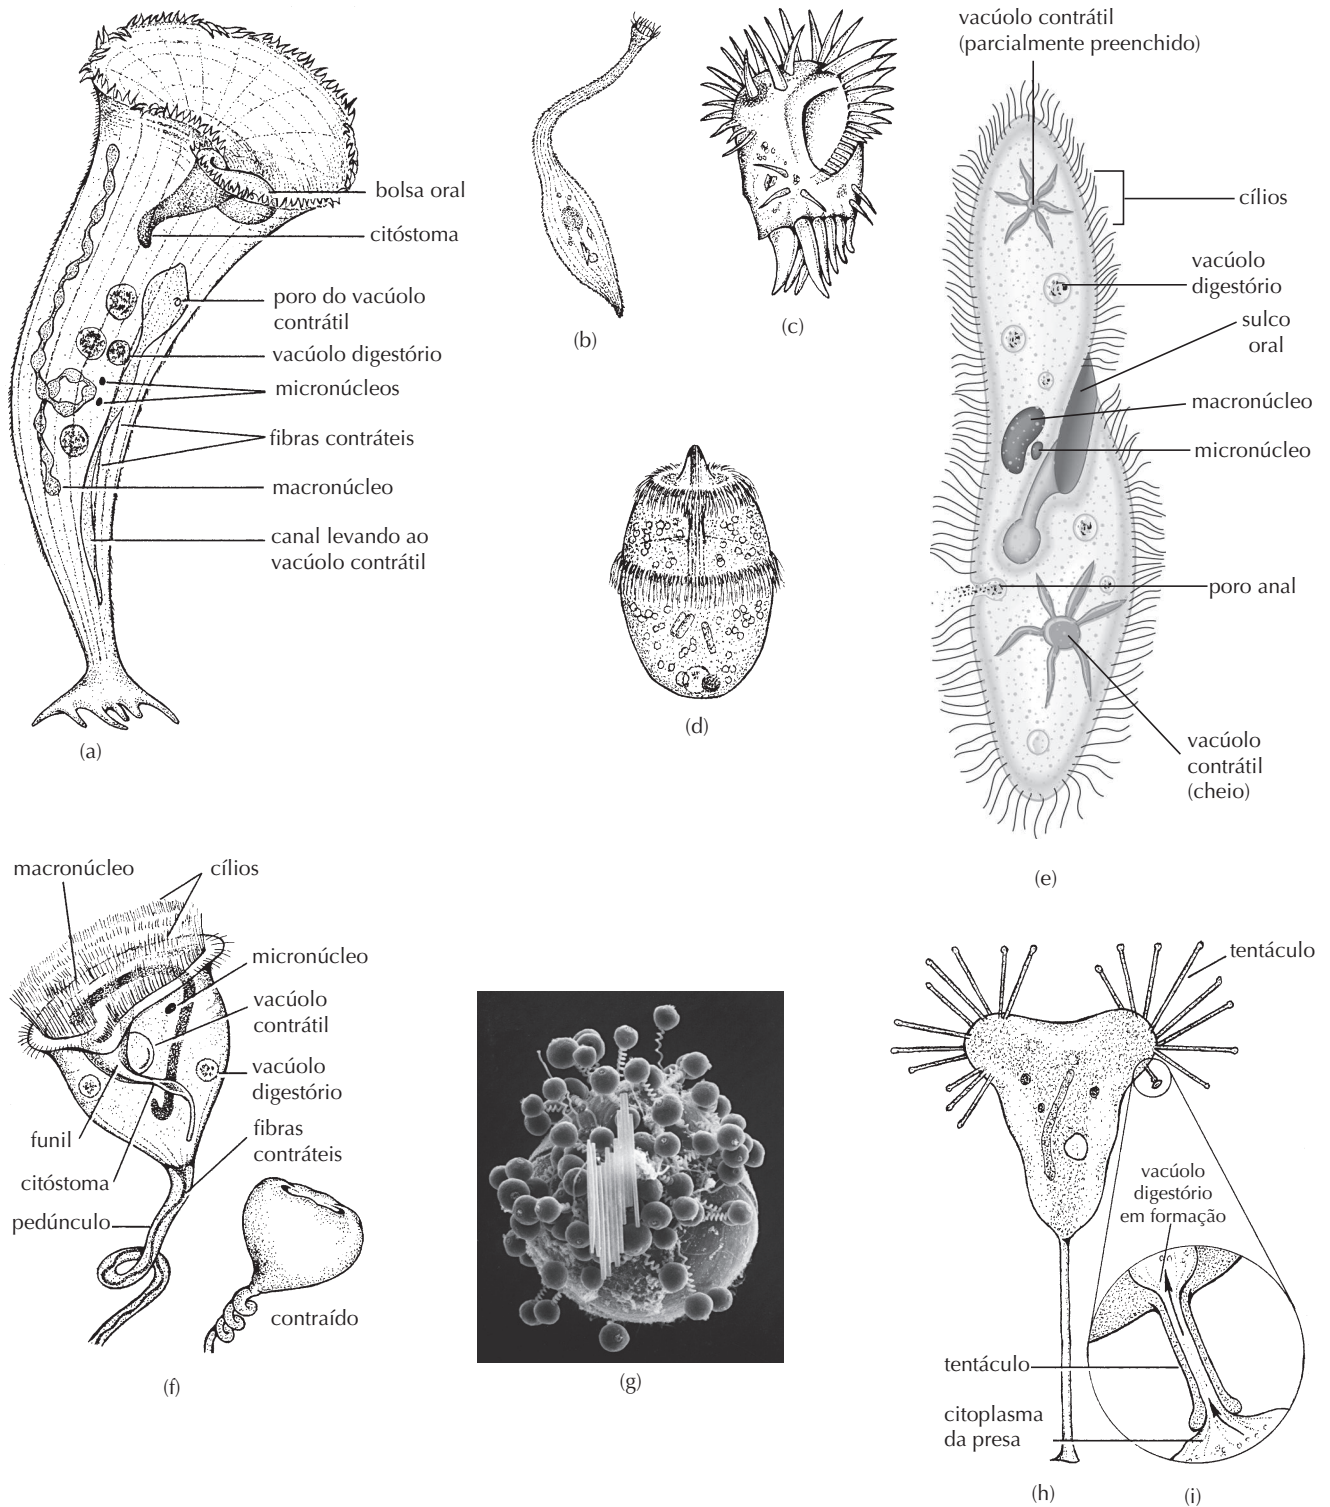 bolsa oral
citóstoma
poro do vacúolo
contrátil
vacúolo digestório
micronúcleos
fibras contráteis
macronúcleo
canal levando ao
vacúolo contrátil
(a)
(b)
(c)
(d)
vacúolo contrátil
(parcialmente preenchido)
cílios
vacúolo
digestório
sulco
oral
macronúcleo
micronúcleo
poro anal
vacúolo
contrátil
(cheio)
(e)
macronúcleo
cílios
micronúcleo
vacúolo
contrátil
vacúolo
digestório
fibras
contráteis
funil
citóstoma
pedúnculo
contraído
(f)
(g)
tentáculo
vacúolo
digestório
em formação
tentáculo
citoplasma
da presa
(h)
(i)